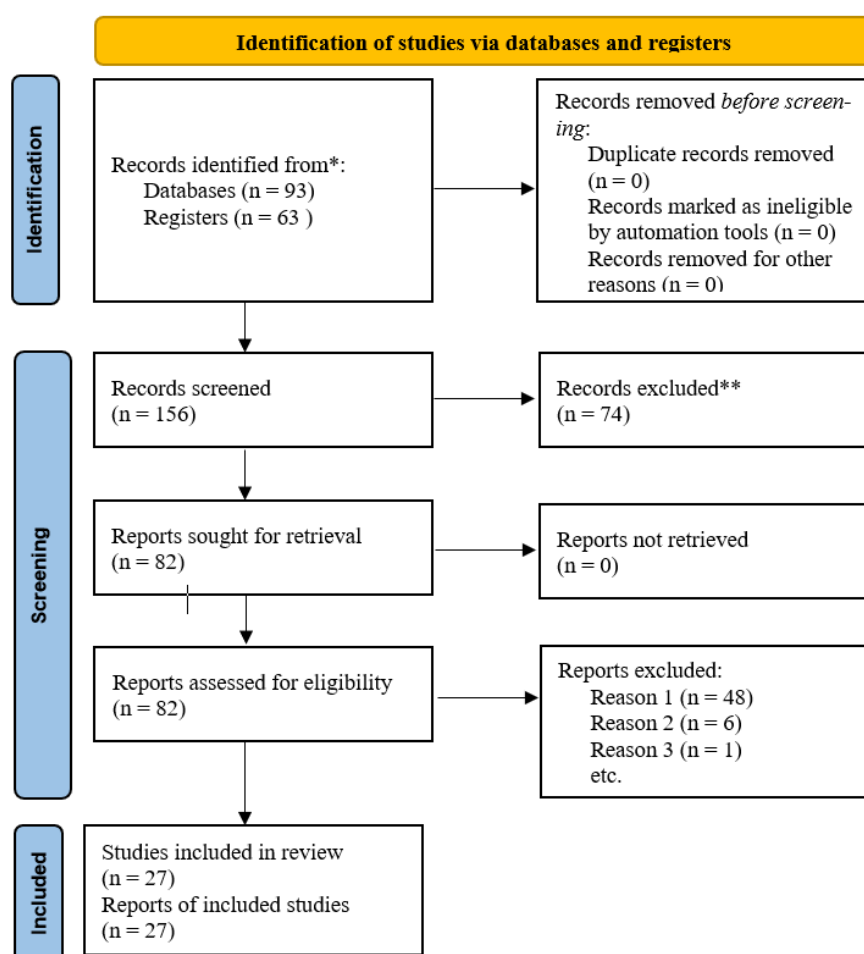 Identification of studies via databases and registers
Identification
Records identified from*:
Databases (n = 93)
Registers (n = 63 )
Records removed before screen-
ing:
Duplicate records removed
(n = 0)
Records marked as ineligible
by automation tools (n = 0)
Records removed for other
reasons (n = 0)
Screening
Records screened
(n = 156)
Records excluded**
(n = 74)
Reports sought for retrieval
(n = 82)
Reports not retrieved
(n = 0)
Reports assessed for eligibility
(n = 82)
Reports excluded:
Reason 1 (n = 48)
Reason 2 (n = 6)
Reason 3 (n = 1)
etc.
Included
Studies included in review
(n = 27)
Reports of included studies
(n = 27)